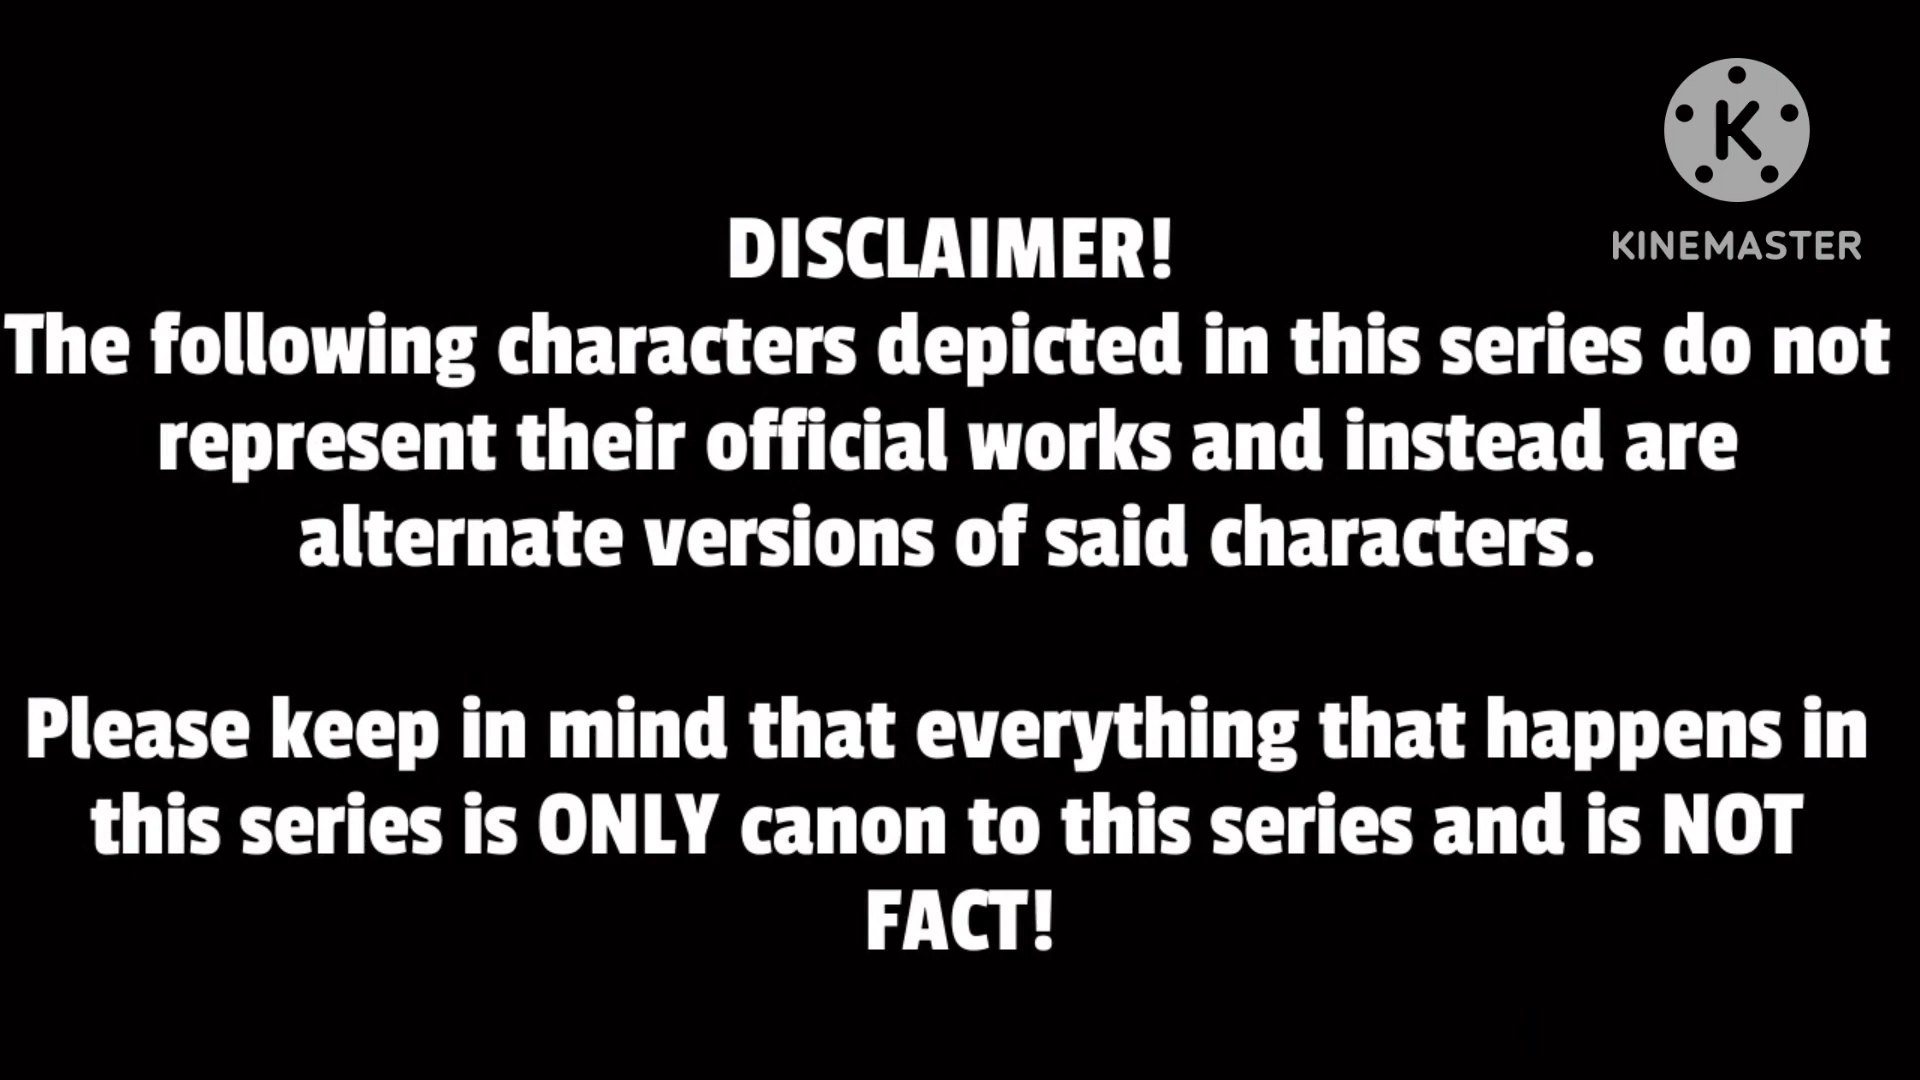 K
KINEMASTER
DISCLAIMER!
The following characters depicted in this series do not
represent their official works and instead are
alternate versions of said characters.
Please keep in mind that everything that happens in
this series is ONLY canon to this series and is NOT
FACT!